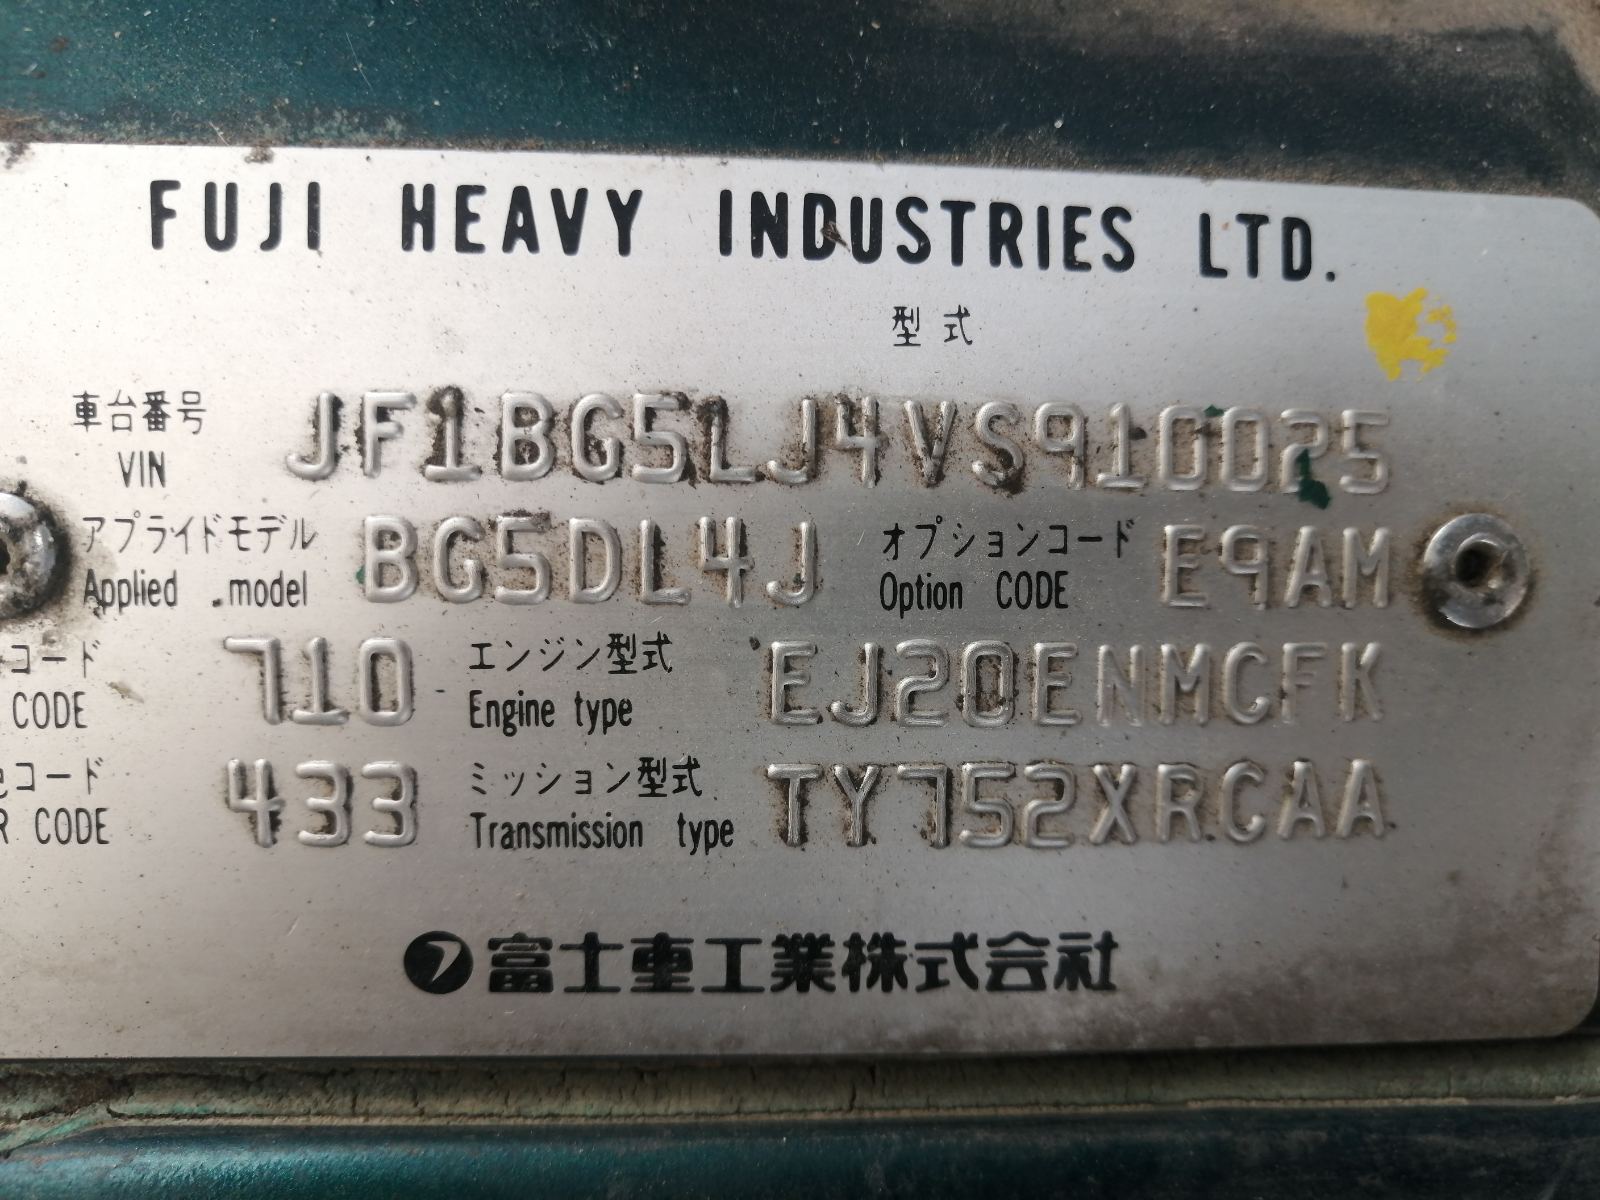 FUJI HEAVY INDUSTRIES LTD.
型式
車台番号
VIN JF1BG5LJ4VS910025
アプライドモデル オプションコード
Applied .model BG5DL4J Option CODE E9AM
コード エンジン型式
CODE 710 Engine type EJ20ENMCFK
コード ミッション型式
R CODE 433 Transmission type TY752XRCAA
富士重工業株式会社